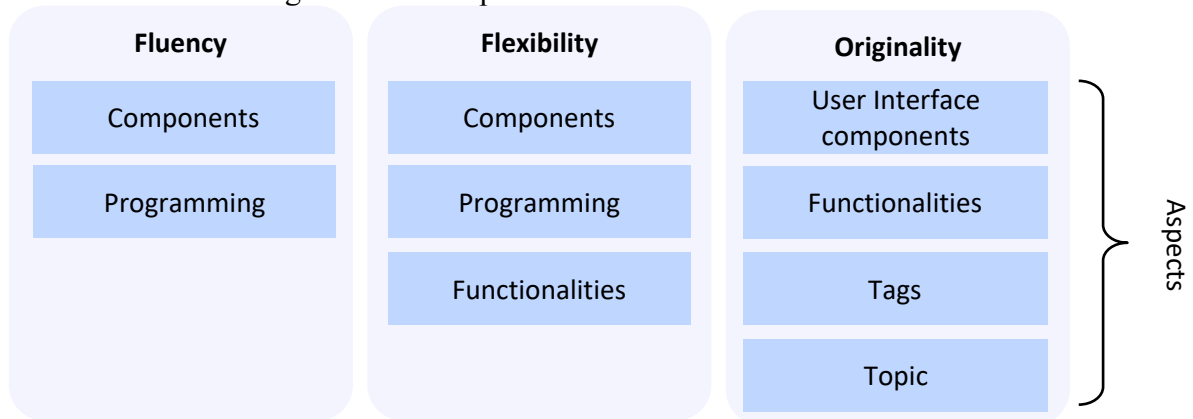 Fluency
Components
Programming
Flexibility
Components
Programming
Functionalities
Originality
User Interface
components
Functionalities
Tags
Topic
Aspects